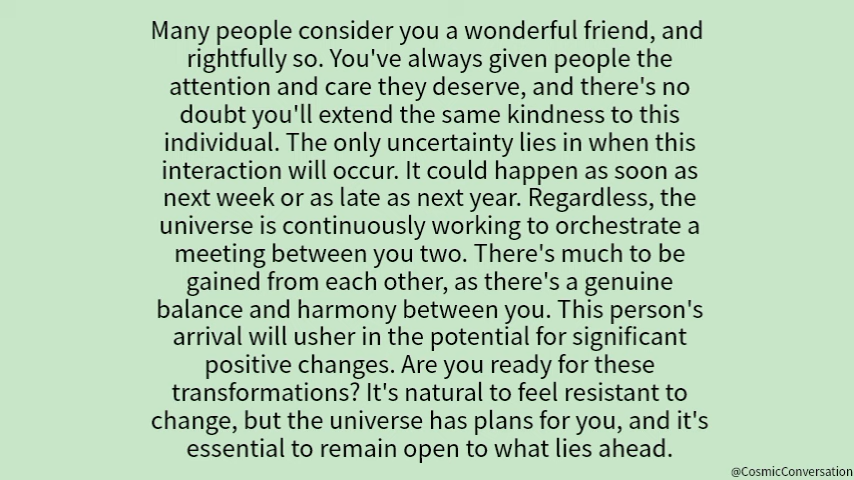 Many people consider you a wonderful friend, and
rightfully so. You've always given people the
attention and care they deserve, and there's no
doubt you'll extend the same kindness to this
individual. The only uncertainty lies in when this
interaction will occur. It could happen as soon as
next week or as late as next year. Regardless, the
universe is continuously working to orchestrate a
meeting between you two. There's much to be
gained from each other, as there's a genuine
balance and harmony between you. This person's
arrival will usher in the potential for significant
positive changes. Are you ready for these
transformations? It's natural to feel resistant to
change, but the universe has plans for you, and it's
essential to remain open to what lies ahead.
@CosmicConversation